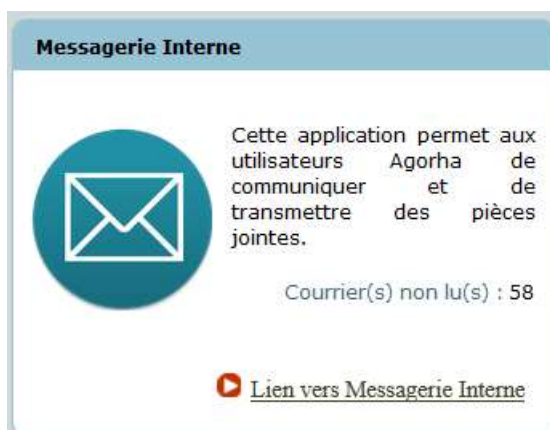 Messagerie Interne
Cette application permet aux
utilisateurs Agorha de
communiquer et de
transmettre des pièces
jointes.
Courrier(s) non lu(s) : 58
Lien vers Messagerie Interne